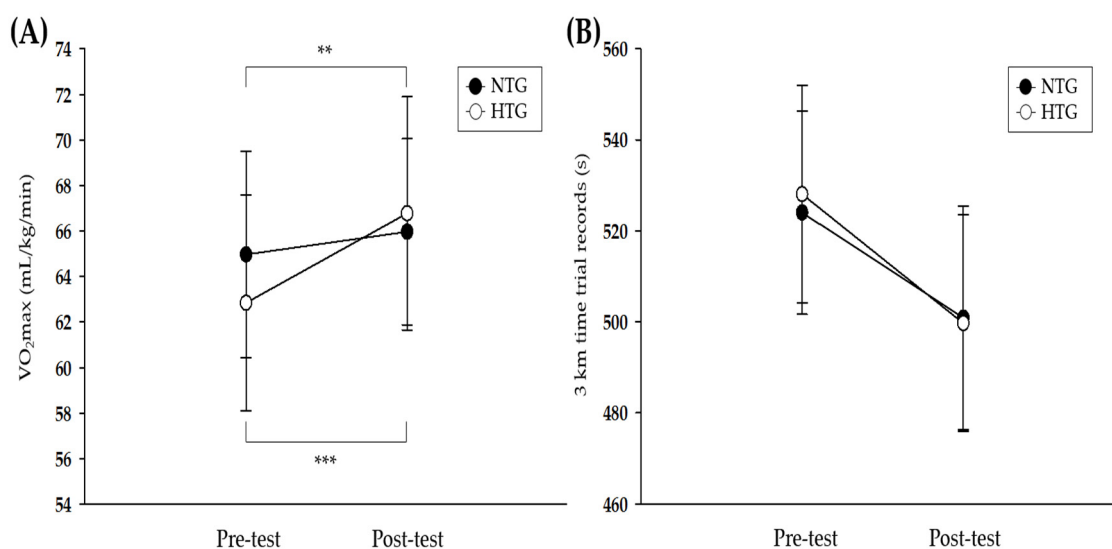 (A)
74
72
70
68
66
64
62
60
58
56
54
VO₂max (mL/kg/min)
**
***
NTG
HTG
Pre-test
Post-test
(B)
560
540
520
500
480
460
3 km time trial records (s)
NTG
HTG
Pre-test
Post-test